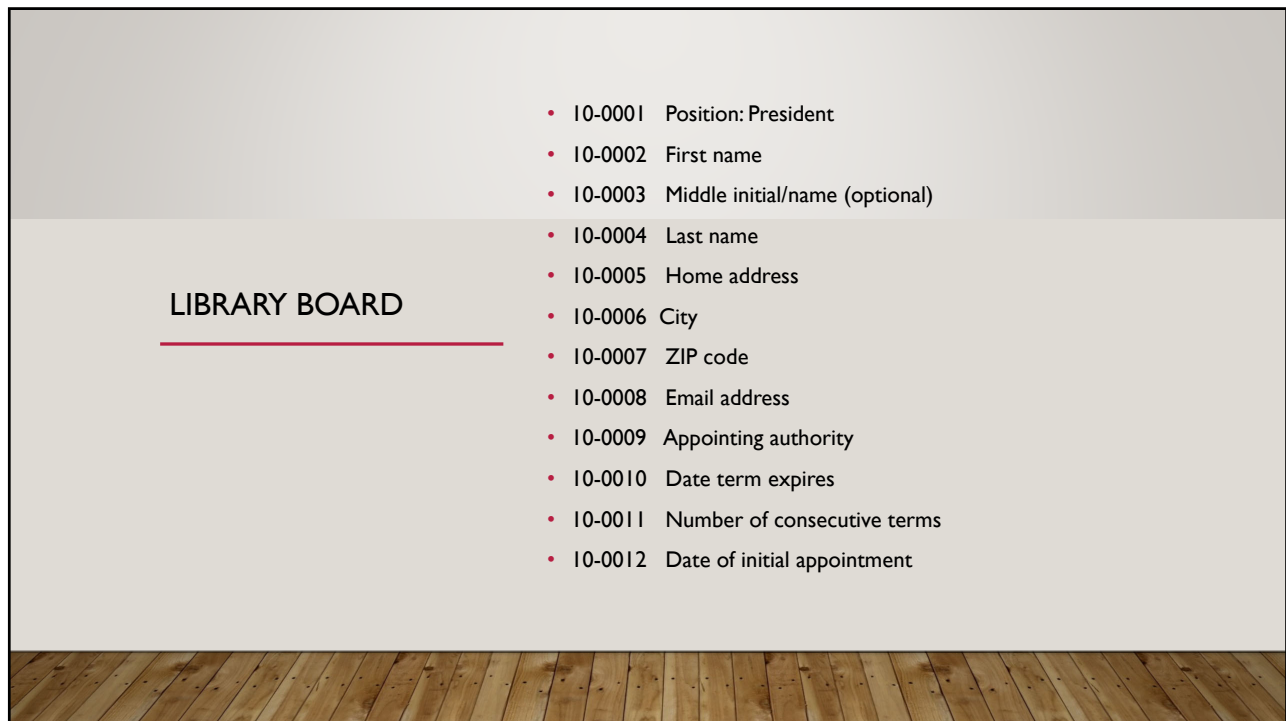 LIBRARY BOARD
• 10-0001 Position: President
• 10-0002 First name
• 10-0003 Middle initial/name (optional)
• 10-0004 Last name
• 10-0005 Home address
• 10-0006 City
• 10-0007 ZIP code
• 10-0008 Email address
• 10-0009 Appointing authority
• 10-0010 Date term expires
• 10-0011 Number of consecutive terms
• 10-0012 Date of initial appointment